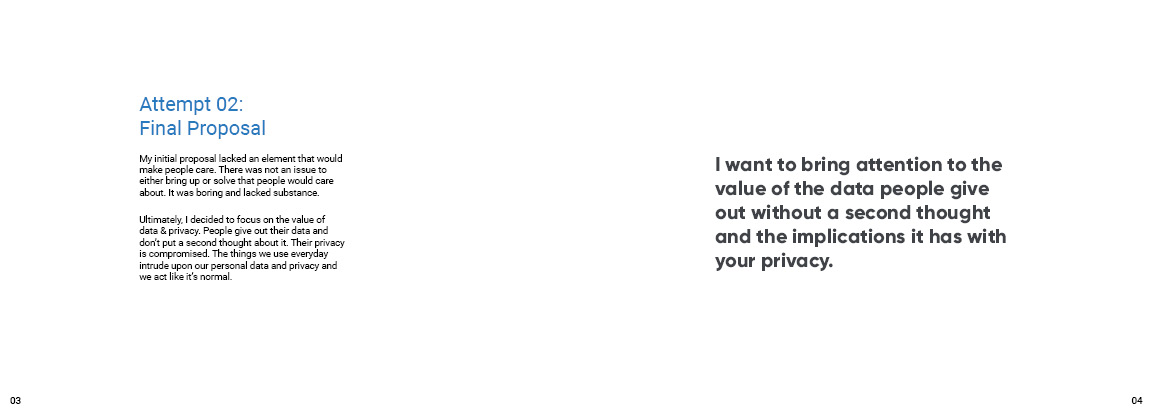 Attempt 02:
Final Proposal
My initial proposal lacked an element that would
make people care. There was not an issue to
either bring up or solve that people would care
about. It was boring and lacked substance.
Ultimately, I decided to focus on the value of
data & privacy. People give out their data and
don't put a second thought about it. Their privacy
is compromised. The things we use everyday
intrude upon our personal data and privacy and
we act like it's normal.
I want to bring attention to the
value of the data people give
out without a second thought
and the implications it has with
your privacy.
03
04